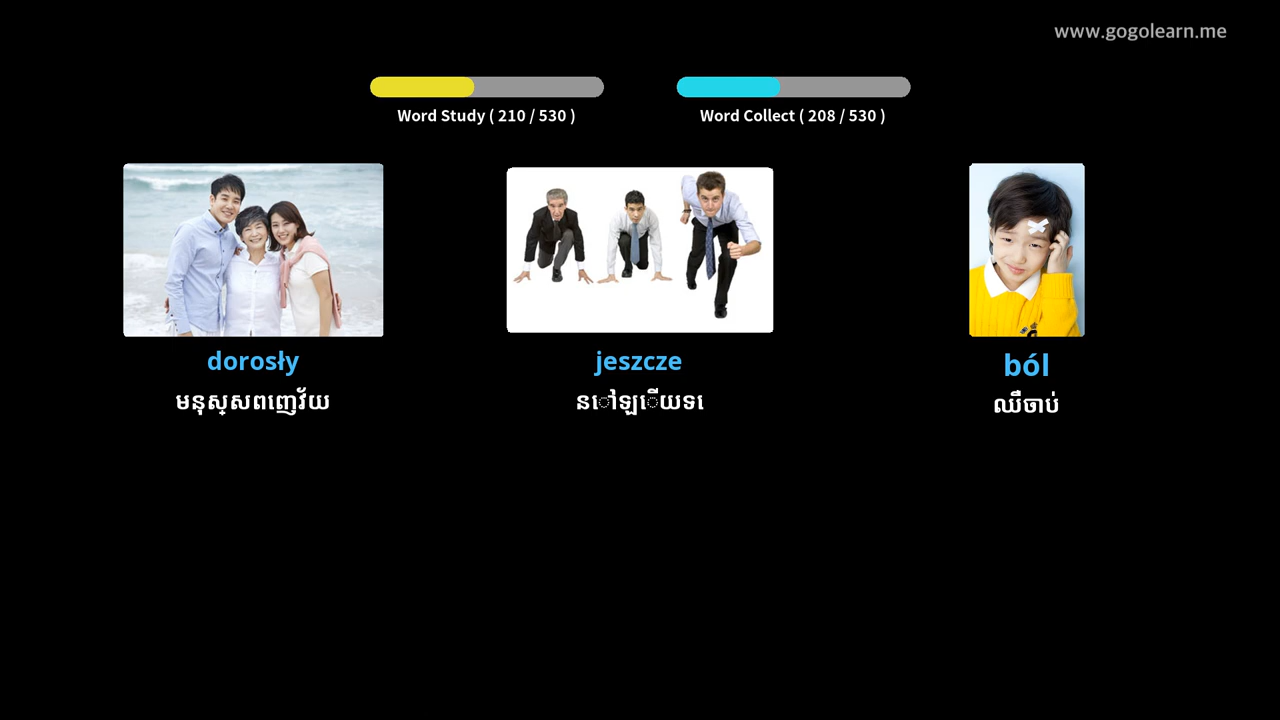 www.gogolearn.me
Word Study ( 210 / 530 )
Word Collect ( 208 / 530 )
dorosły
jeszcze
ból
មនុស្សពេញវ័យ
នៅឡើយទេ
ឈឺចាប់